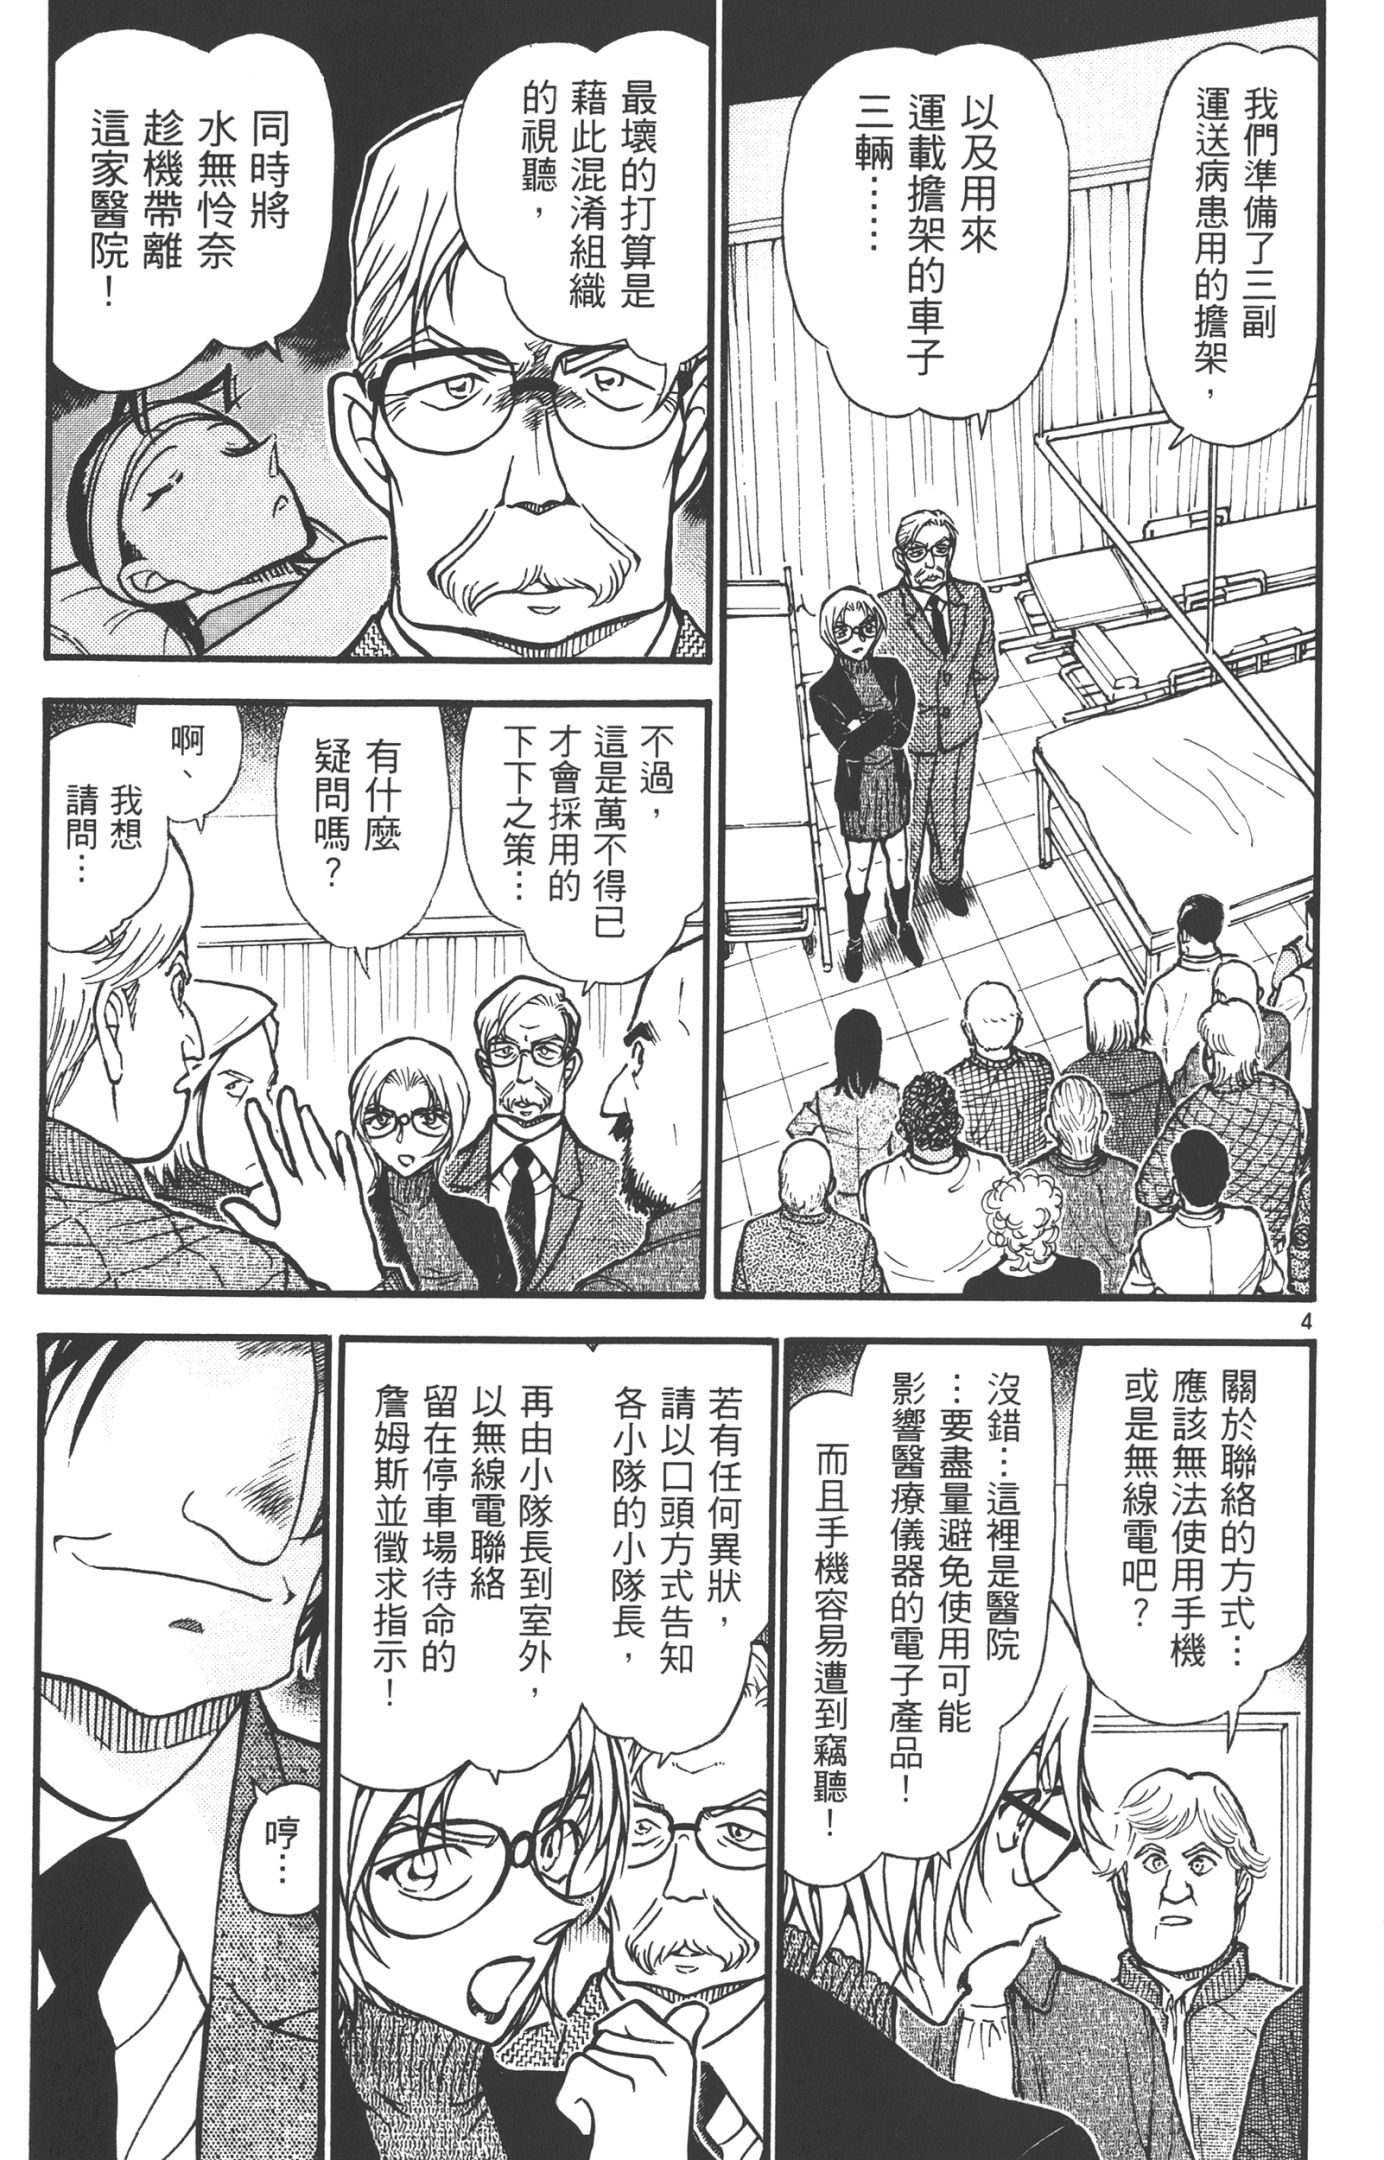 我們準備了三副
運送病患用的擔架，
以及用來
運載擔架的車子
三輛……
最壞的打算是
藉此混淆組織
的視聽，
同時將
水無怜奈
趁機帶離
這家醫院！
不過，
這是萬不得已
才會採用的
下下之策…
有什麼
疑問嗎？
啊、
我想
請問…
4
關於聯絡的方式…
應該無法使用手機
或是無線電吧？
沒錯…這裡是醫院
…要盡量避免使用可能
影響醫療儀器的電子產品！
而且手機容易遭到竊聽！
若有任何異狀，
請以口頭方式告知
各小隊的小隊長，
再由小隊長到室外，
以無線電聯絡
留在停車場待命的
詹姆斯並徵求指示！
哼…